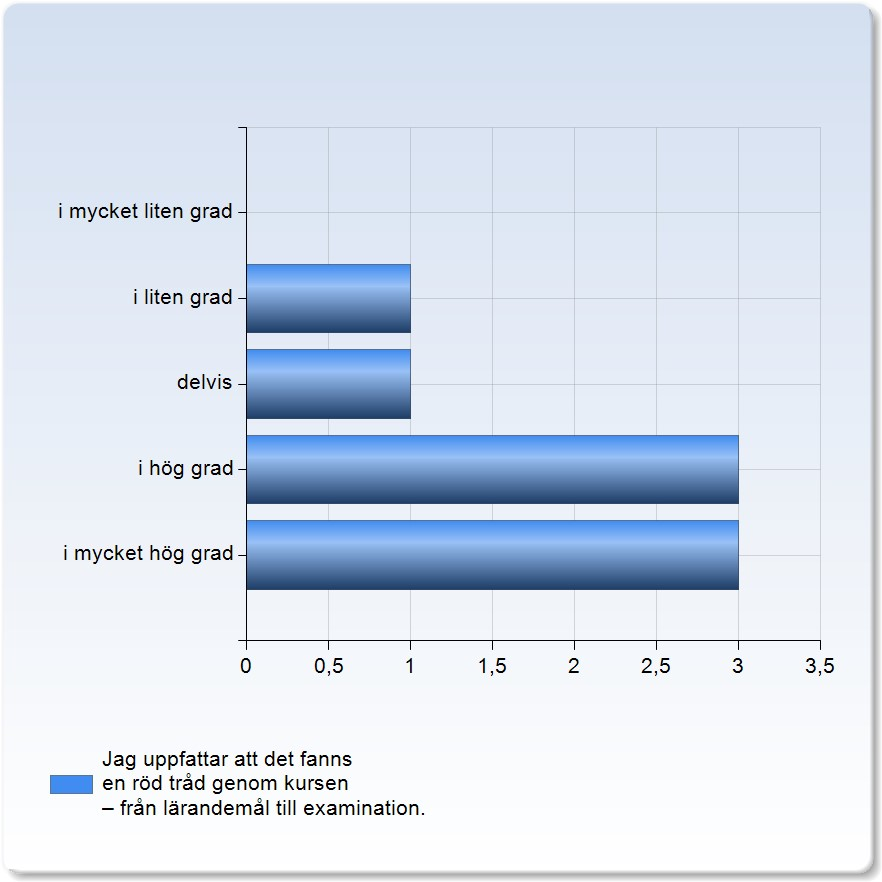 i mycket liten grad
i liten grad
delvis
i hög grad
i mycket hög grad
0 0,5 1 1,5 2 2,5 3 3,5
Jag uppfattar att det fanns
en röd tråd genom kursen
– från lärandemål till examination.